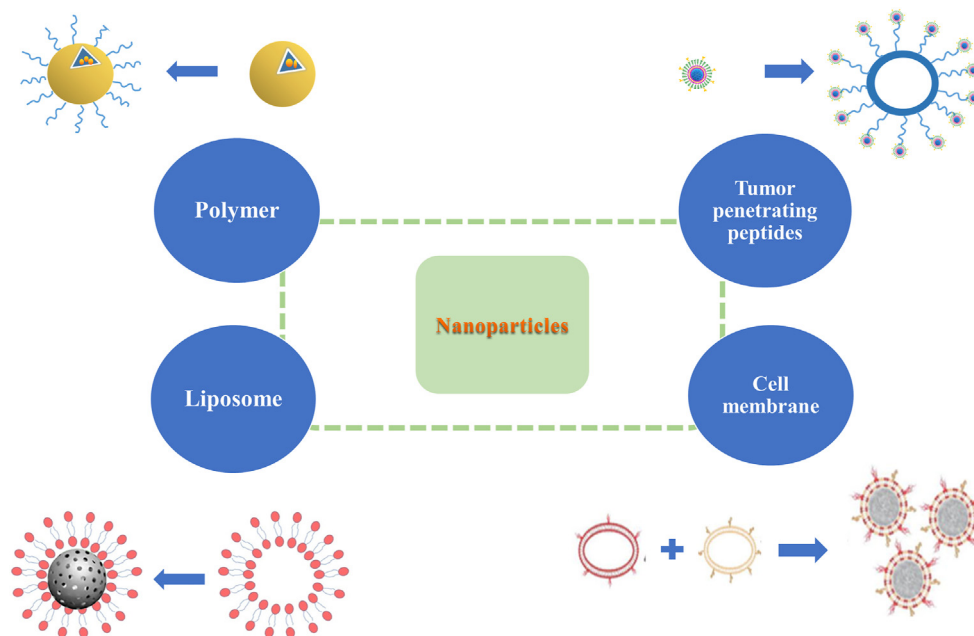 Polymer
Tumor
penetrating
peptides
Nanoparticles
Liposome
Cell
membrane